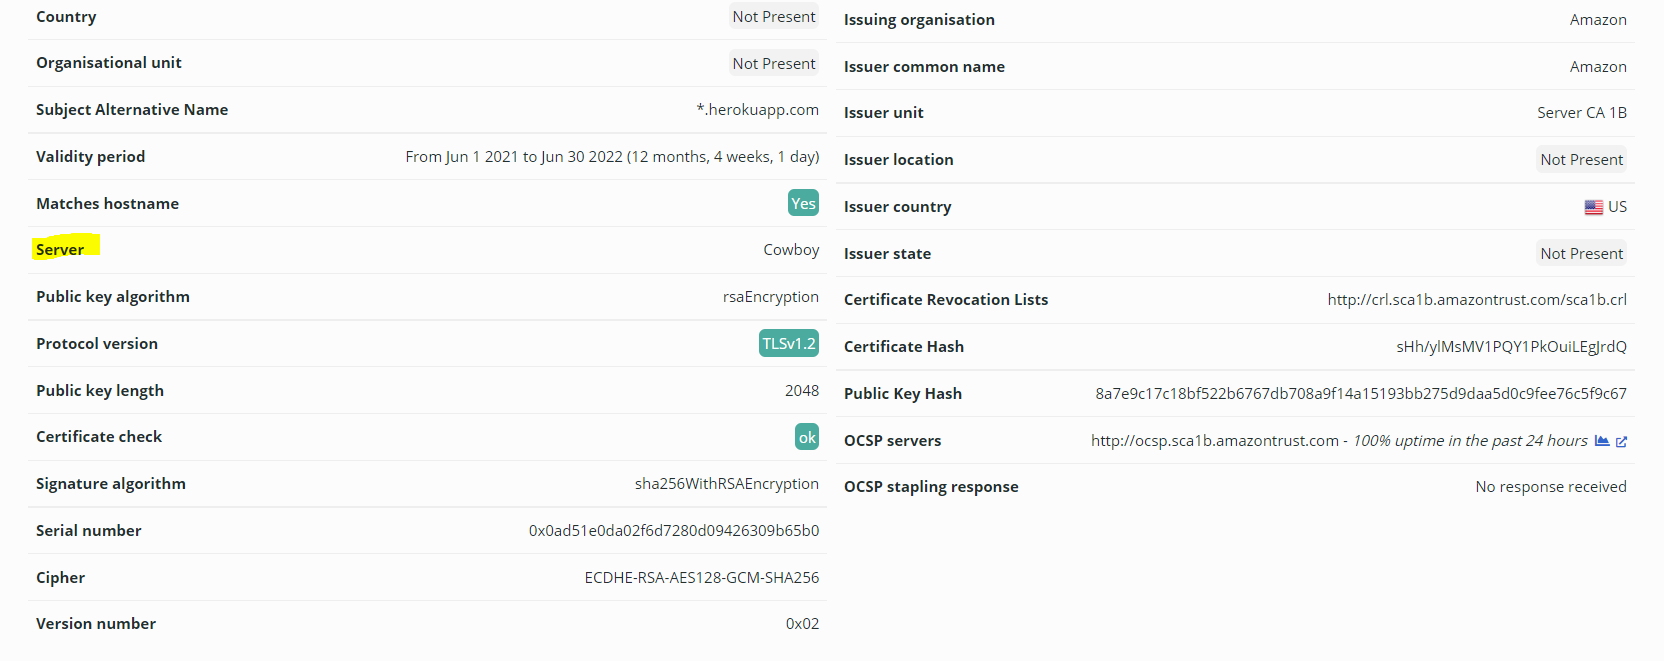 Country Not Present
Organisational unit Not Present
Subject Alternative Name *.herokuapp.com
Validity period From Jun 1 2021 to Jun 30 2022 (12 months, 4 weeks, 1 day)
Matches hostname Yes
Server Cowboy
Public key algorithm rsaEncryption
Protocol version TLSv1.2
Public key length 2048
Certificate check ok
Signature algorithm sha256WithRSAEncryption
Serial number 0x0ad51e0da02f6d7280d09426309b65b0
Cipher ECDHE-RSA-AES128-GCM-SHA256
Version number 0x02
Issuing organisation Amazon
Issuer common name Amazon
Issuer unit Server CA 1B
Issuer location Not Present
Issuer country US
Issuer state Not Present
Certificate Revocation Lists http://crl.sca1b.amazontrust.com/sca1b.crl
Certificate Hash sHh/ylMsMV1PQY1PkOuiLEgJrdQ
Public Key Hash 8a7e9c17c18bf522b6767db708a9f14a15193bb275d9daa5d0c9fee76c5f9c67
OCSP servers http://ocsp.sca1b.amazontrust.com - 100% uptime in the past 24 hours
OCSP stapling response No response received